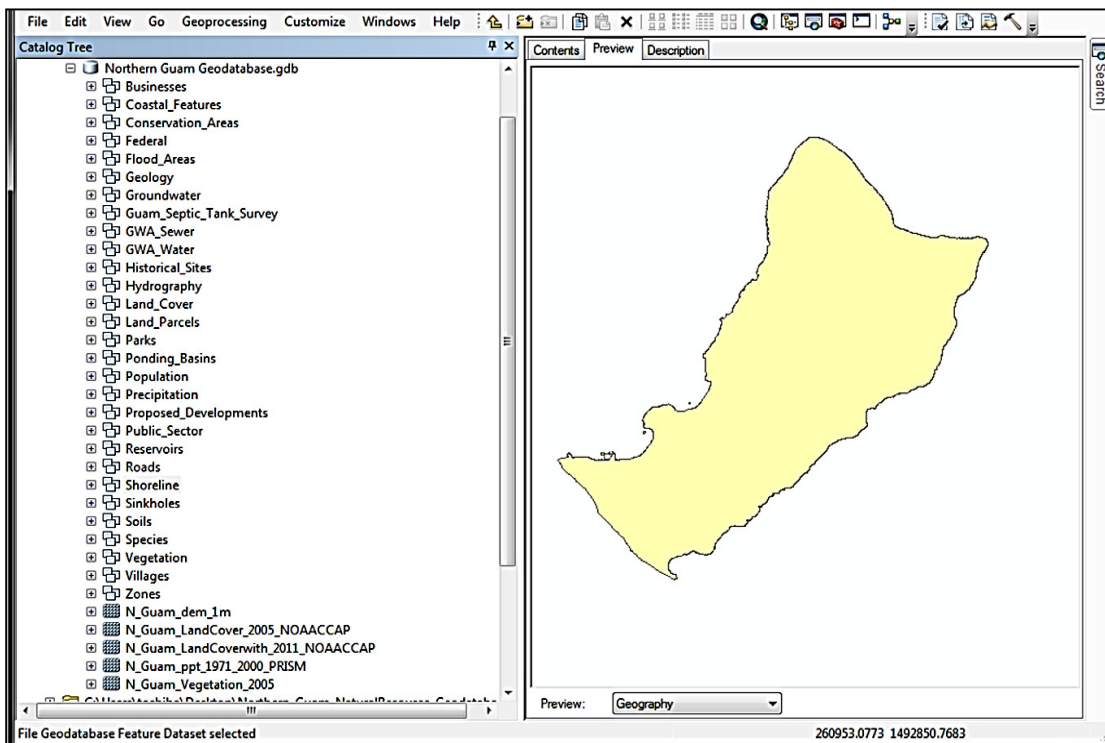 File Edit View Go Geoprocessing Customize Windows Help
Catalog Tree
Northern Guam Geodatabase.gdb
Businesses
Coastal_Features
Conservation_Areas
Federal
Flood_Areas
Geology
Groundwater
Guam_Septic_Tank_Survey
GWA_Sewer
GWA_Water
Historical_Sites
Hydrography
Land_Cover
Land_Parcels
Parks
Ponding_Basins
Population
Precipitation
Proposed_Developments
Public_Sector
Reservoirs
Roads
Shoreline
Sinkholes
Soils
Species
Vegetation
Villages
Zones
N_Guam_dem_1m
N_Guam_LandCover_2005_NOAACCAP
N_Guam_LandCoverwith_2011_NOAACCAP
N_Guam_ppt_1971_2000_PRISM
N_Guam_Vegetation_2005
Contents Preview Description
Search
Preview: Geography
File Geodatabase Feature Dataset selected
260953.0773 1492850.7683